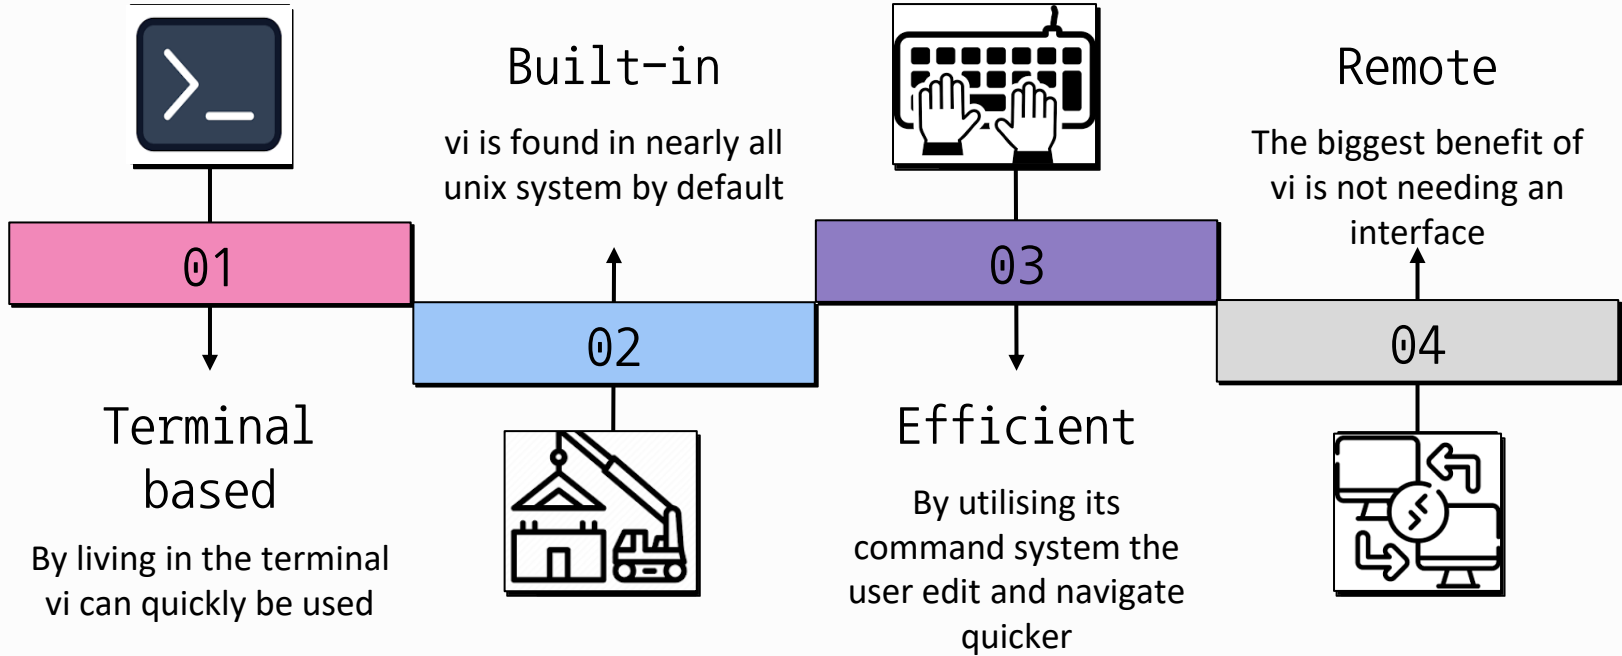 01
Terminal
based
By living in the terminal
vi can quickly be used
Built-in
vi is found in nearly all
unix system by default
02
03
Efficient
By utilising its
command system the
user edit and navigate
quicker
Remote
The biggest benefit of
vi is not needing an
interface
04